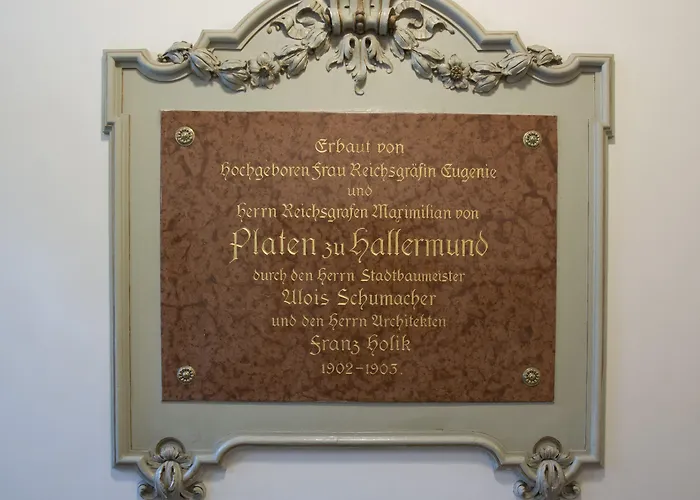 Erbaut von
Hochgeboren Frau Reichsgräfin Eugenie
und
Herrn Reichsgrafen Maximilian von
Platen zu Hallermund
durch den Herrn Stadtbaumeister
Alois Schumacher
und den Herrn Architekten
Franz Holik
1902-1903.